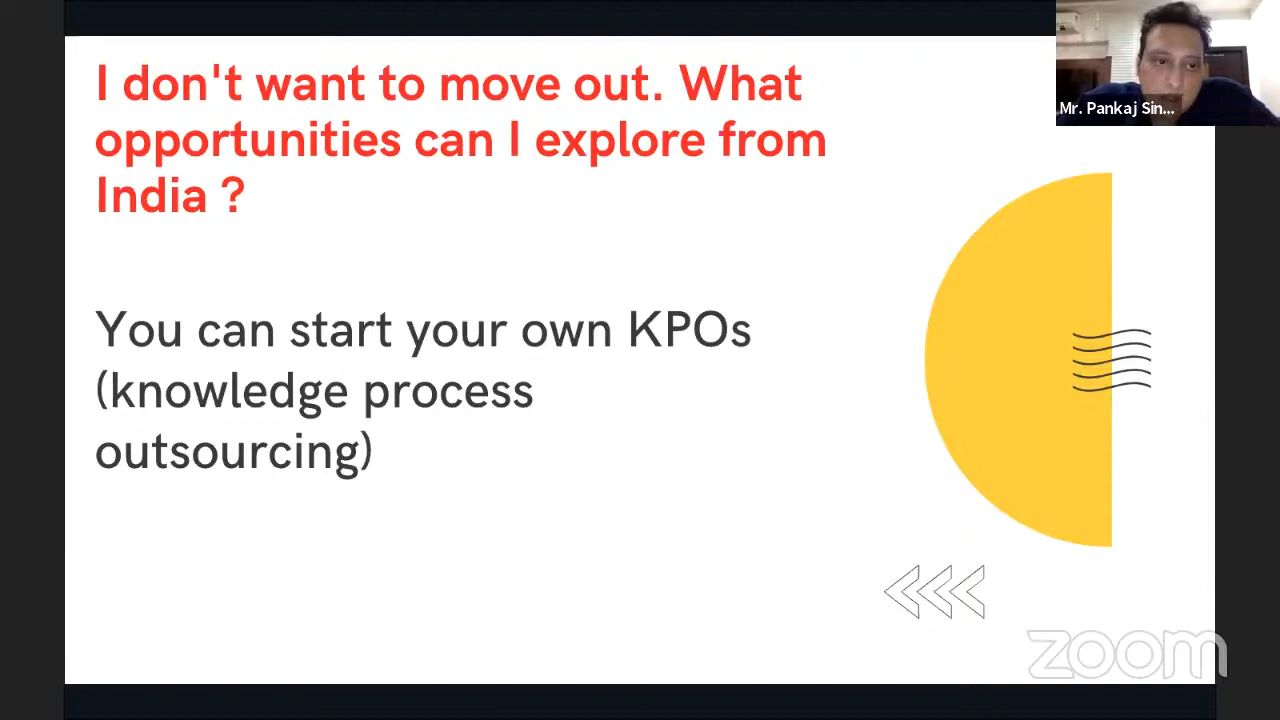 I don't want to move out. What
opportunities can I explore from
India ?
You can start your own KPOs
(knowledge process
outsourcing)
Mr. Pankaj Sin...
zoom